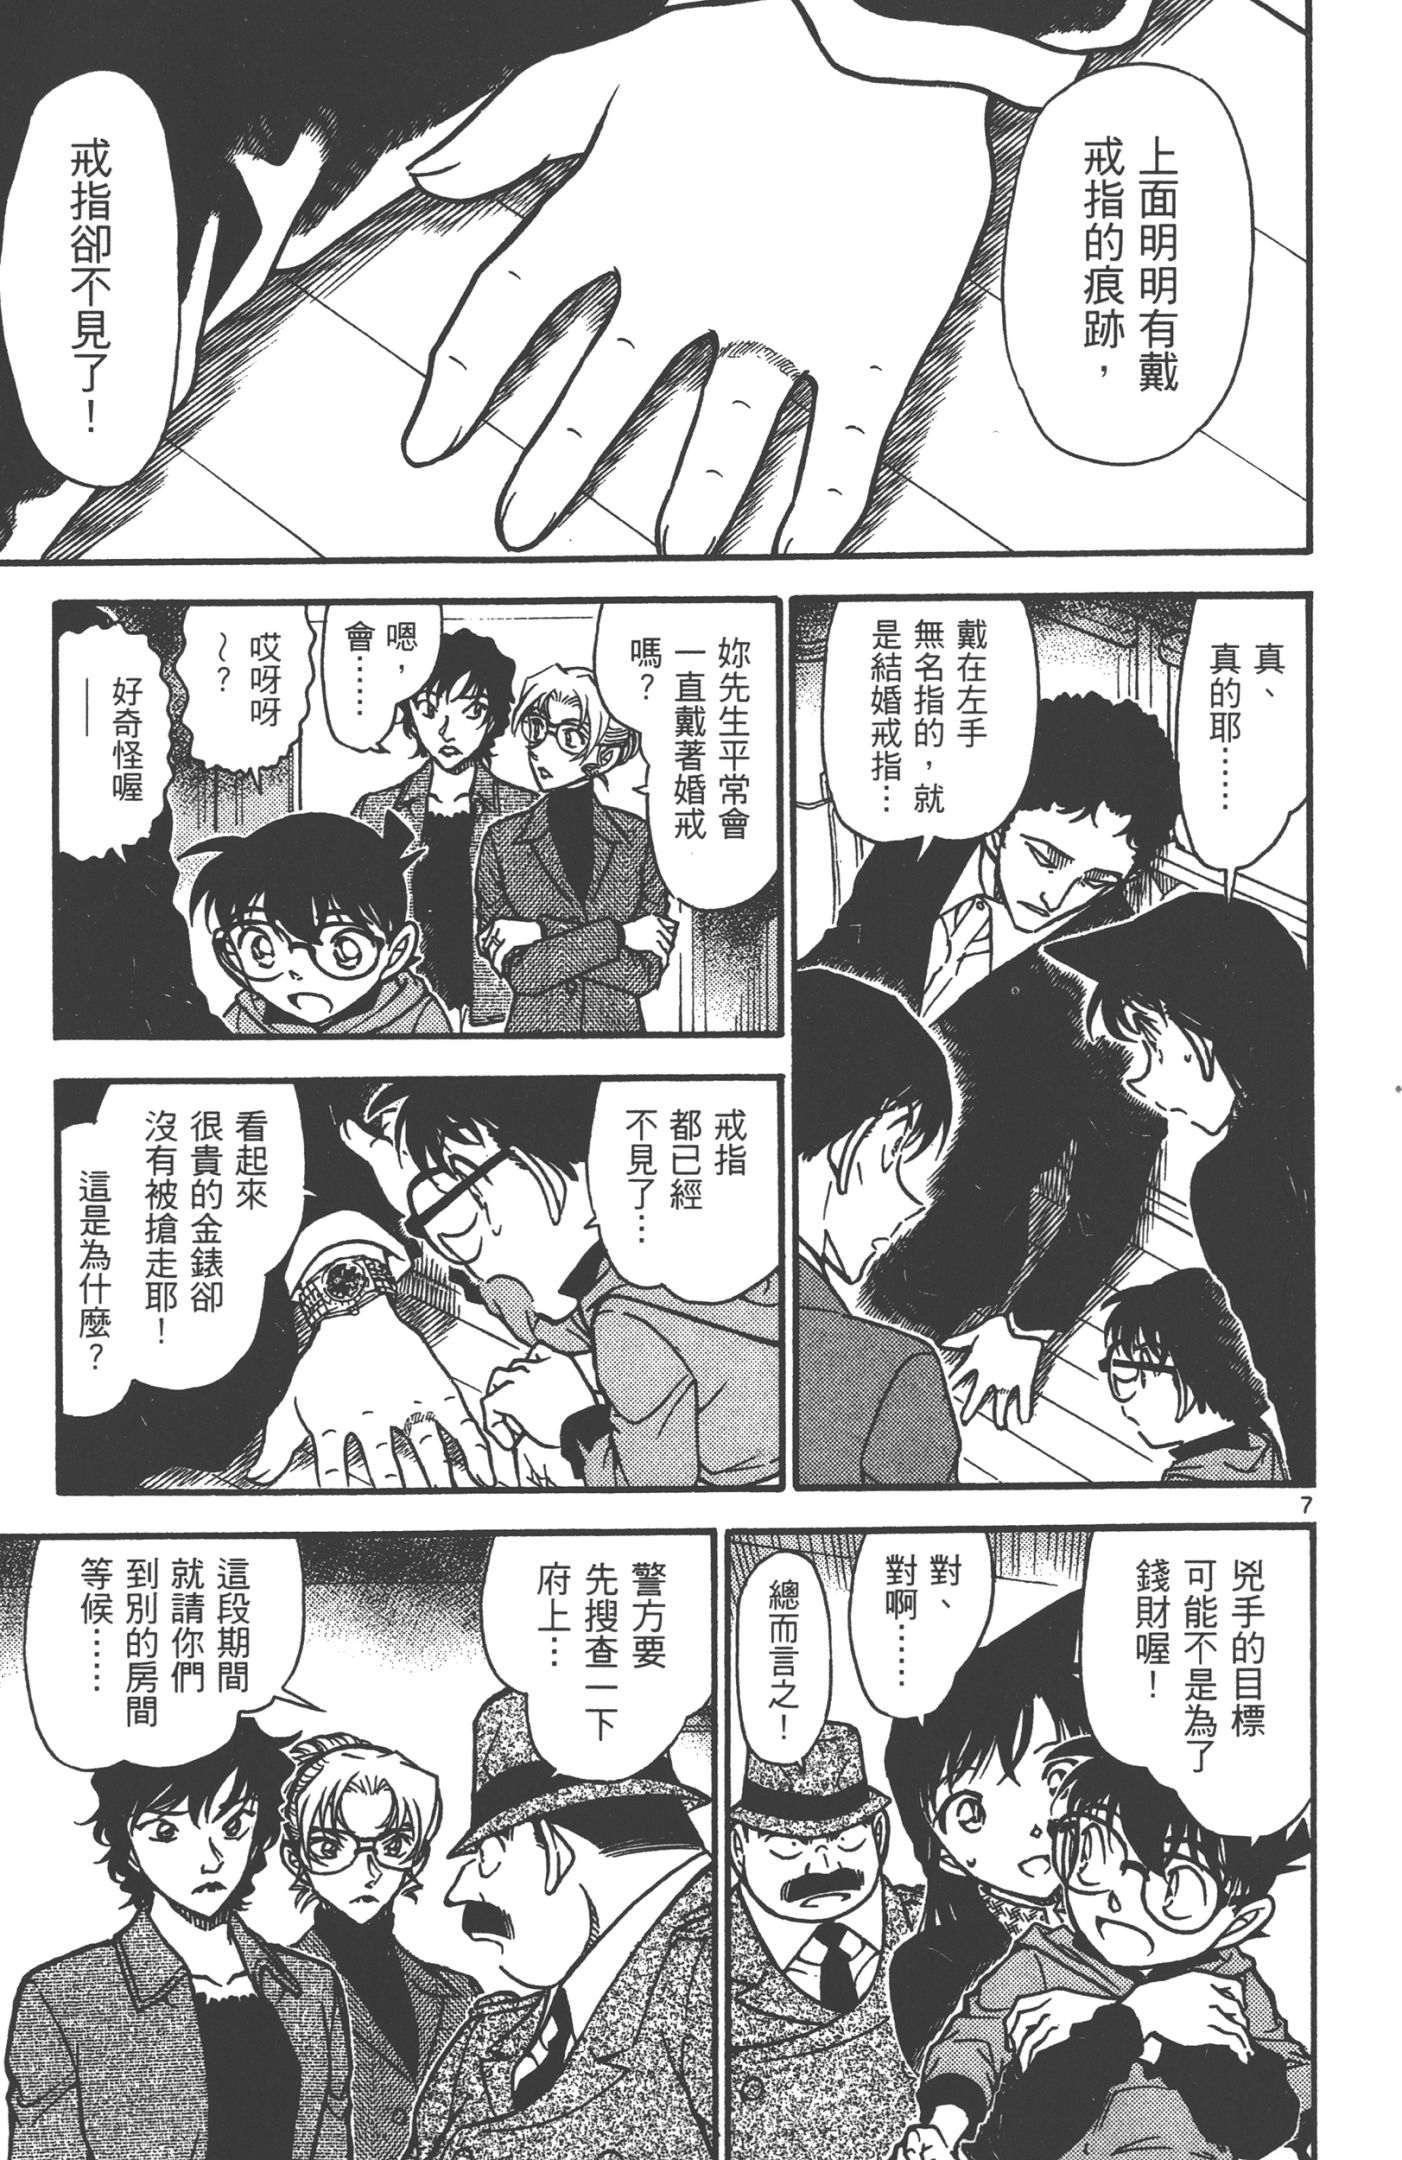 上面明明有戴
戒指的痕跡，
戒指卻不見了！
真、
真的耶……
戴在左手
無名指的，就
是結婚戒指…
妳先生平常會
一直戴著婚戒
嗎？
嗯，
會……
哎呀呀
～？
好奇怪喔
——
戒指
都已經
不見了…
看起來
很貴的金錶卻
沒有被搶走耶！
這是為什麼？
7
兇手的目標
可能不是為了
錢財喔！
對、
對啊……
總而言之！
警方要
先搜查一下
府上…
這段期間
就請你們
到別的房間
等候……